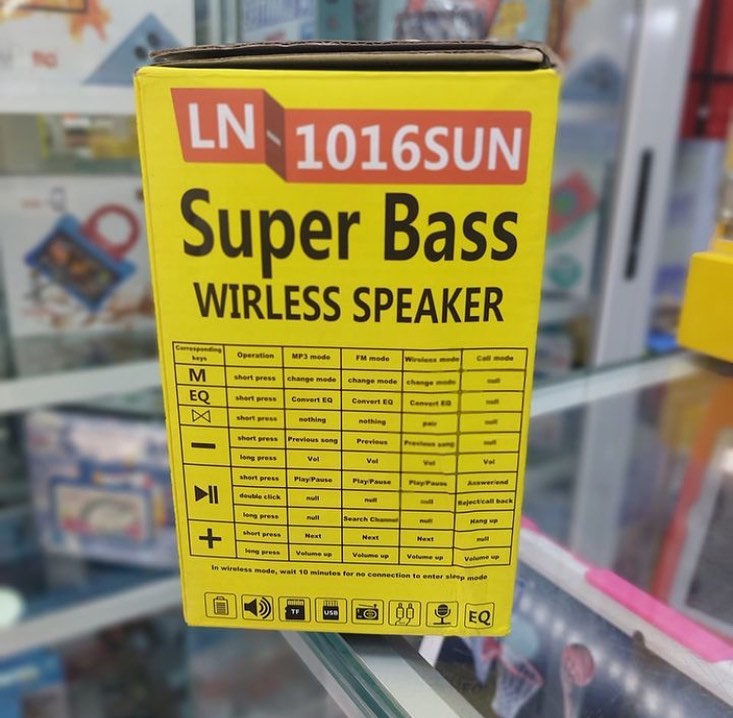 LN-1016SUN
Super Bass
WIRLESS SPEAKER
Corresponding keys Operation MP3 mode FM mode Wireless mode Call mode
M short press change mode change mode change mode null
EQ short press Convert EQ Convert EQ Convert EQ null
short press nothing nothing pair null
— short press Previous song Previous Previous song null
long press Vol Vol Vol Vol
short press Play/Pause Play/Pause Play/Pause Answer/end
double click null null null Reject/call back
long press null Search Channel null Hang up
+ short press Next Next Next null
long press Volume up Volume up Volume up Volume up
In wireless mode, wait 10 minutes for no connection to enter sleep mode
TF USB EQ